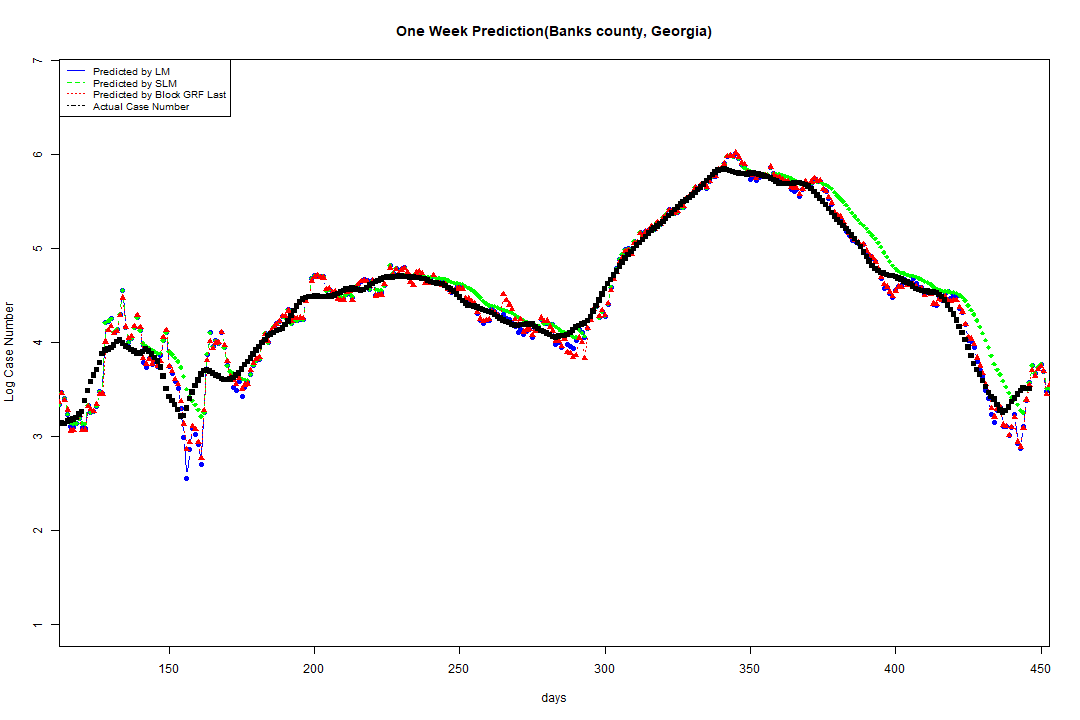 One Week Prediction(Banks county, Georgia)
Predicted by LM
Predicted by SLM
Predicted by Block GRF Last
Actual Case Number
7
6
5
4
3
2
1
Log Case Number
150 200 250 300 350 400 450
days